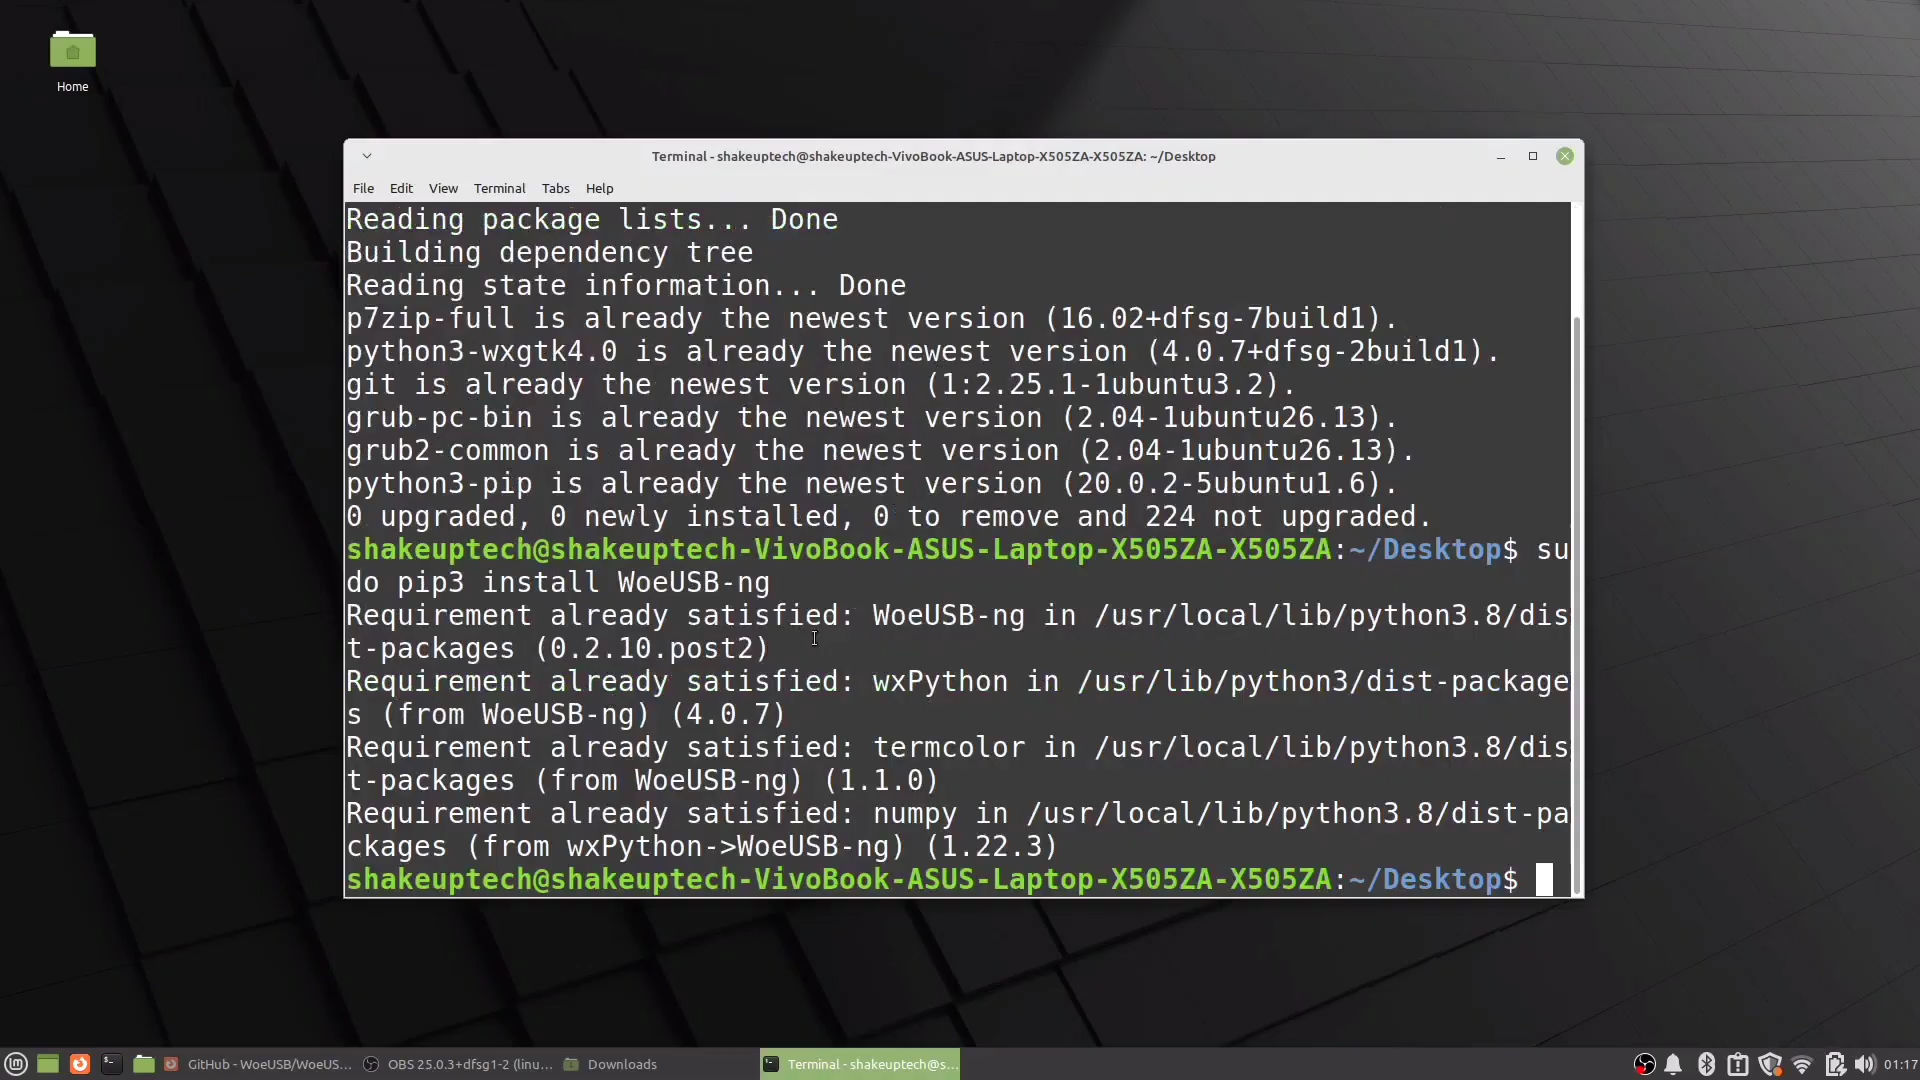 Home
Terminal - shakeuptech@shakeuptech-VivoBook-ASUS-Laptop-X505ZA-X505ZA: ~/Desktop
File Edit View Terminal Tabs Help
Reading package lists... Done
Building dependency tree
Reading state information... Done
p7zip-full is already the newest version (16.02+dfsg-7build1).
python3-wxgtk4.0 is already the newest version (4.0.7+dfsg-2build1).
git is already the newest version (1:2.25.1-1ubuntu3.2).
grub-pc-bin is already the newest version (2.04-1ubuntu26.13).
grub2-common is already the newest version (2.04-1ubuntu26.13).
python3-pip is already the newest version (20.0.2-5ubuntu1.6).
0 upgraded, 0 newly installed, 0 to remove and 224 not upgraded.
shakeuptech@shakeuptech-VivoBook-ASUS-Laptop-X505ZA-X505ZA:~/Desktop$ su
do pip3 install WoeUSB-ng
Requirement already satisfied: WoeUSB-ng in /usr/local/lib/python3.8/dis
t-packages (0.2.10.post2)
Requirement already satisfied: wxPython in /usr/lib/python3/dist-package
s (from WoeUSB-ng) (4.0.7)
Requirement already satisfied: termcolor in /usr/local/lib/python3.8/dis
t-packages (from WoeUSB-ng) (1.1.0)
Requirement already satisfied: numpy in /usr/local/lib/python3.8/dist-pa
ckages (from wxPython->WoeUSB-ng) (1.22.3)
shakeuptech@shakeuptech-VivoBook-ASUS-Laptop-X505ZA-X505ZA:~/Desktop$
GitHub - WoeUSB/WoeUS... OBS 25.0.3+dfsg1-2 (linu... Downloads Terminal - shakeuptech@s... 01:17